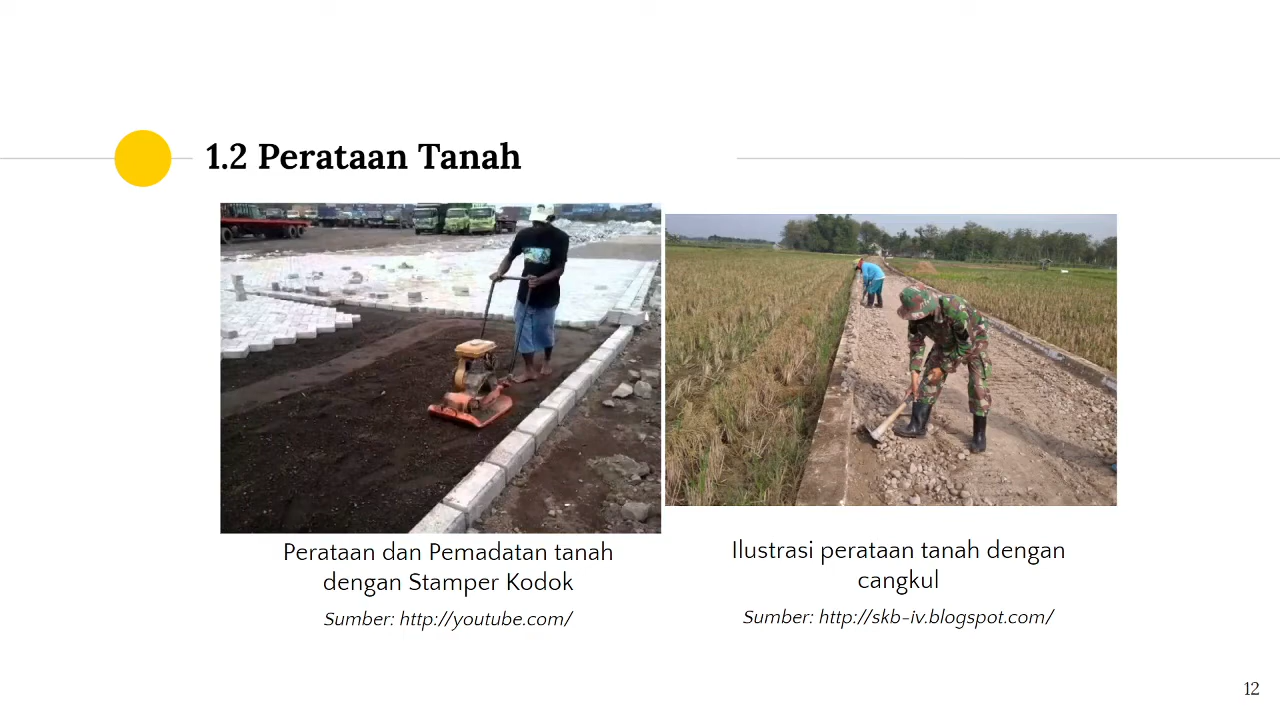 1.2 Perataan Tanah
Perataan dan Pemadatan tanah
dengan Stamper Kodok
Sumber: http://youtube.com/
Ilustrasi perataan tanah dengan
cangkul
Sumber: http://skb-iv.blogspot.com/
12